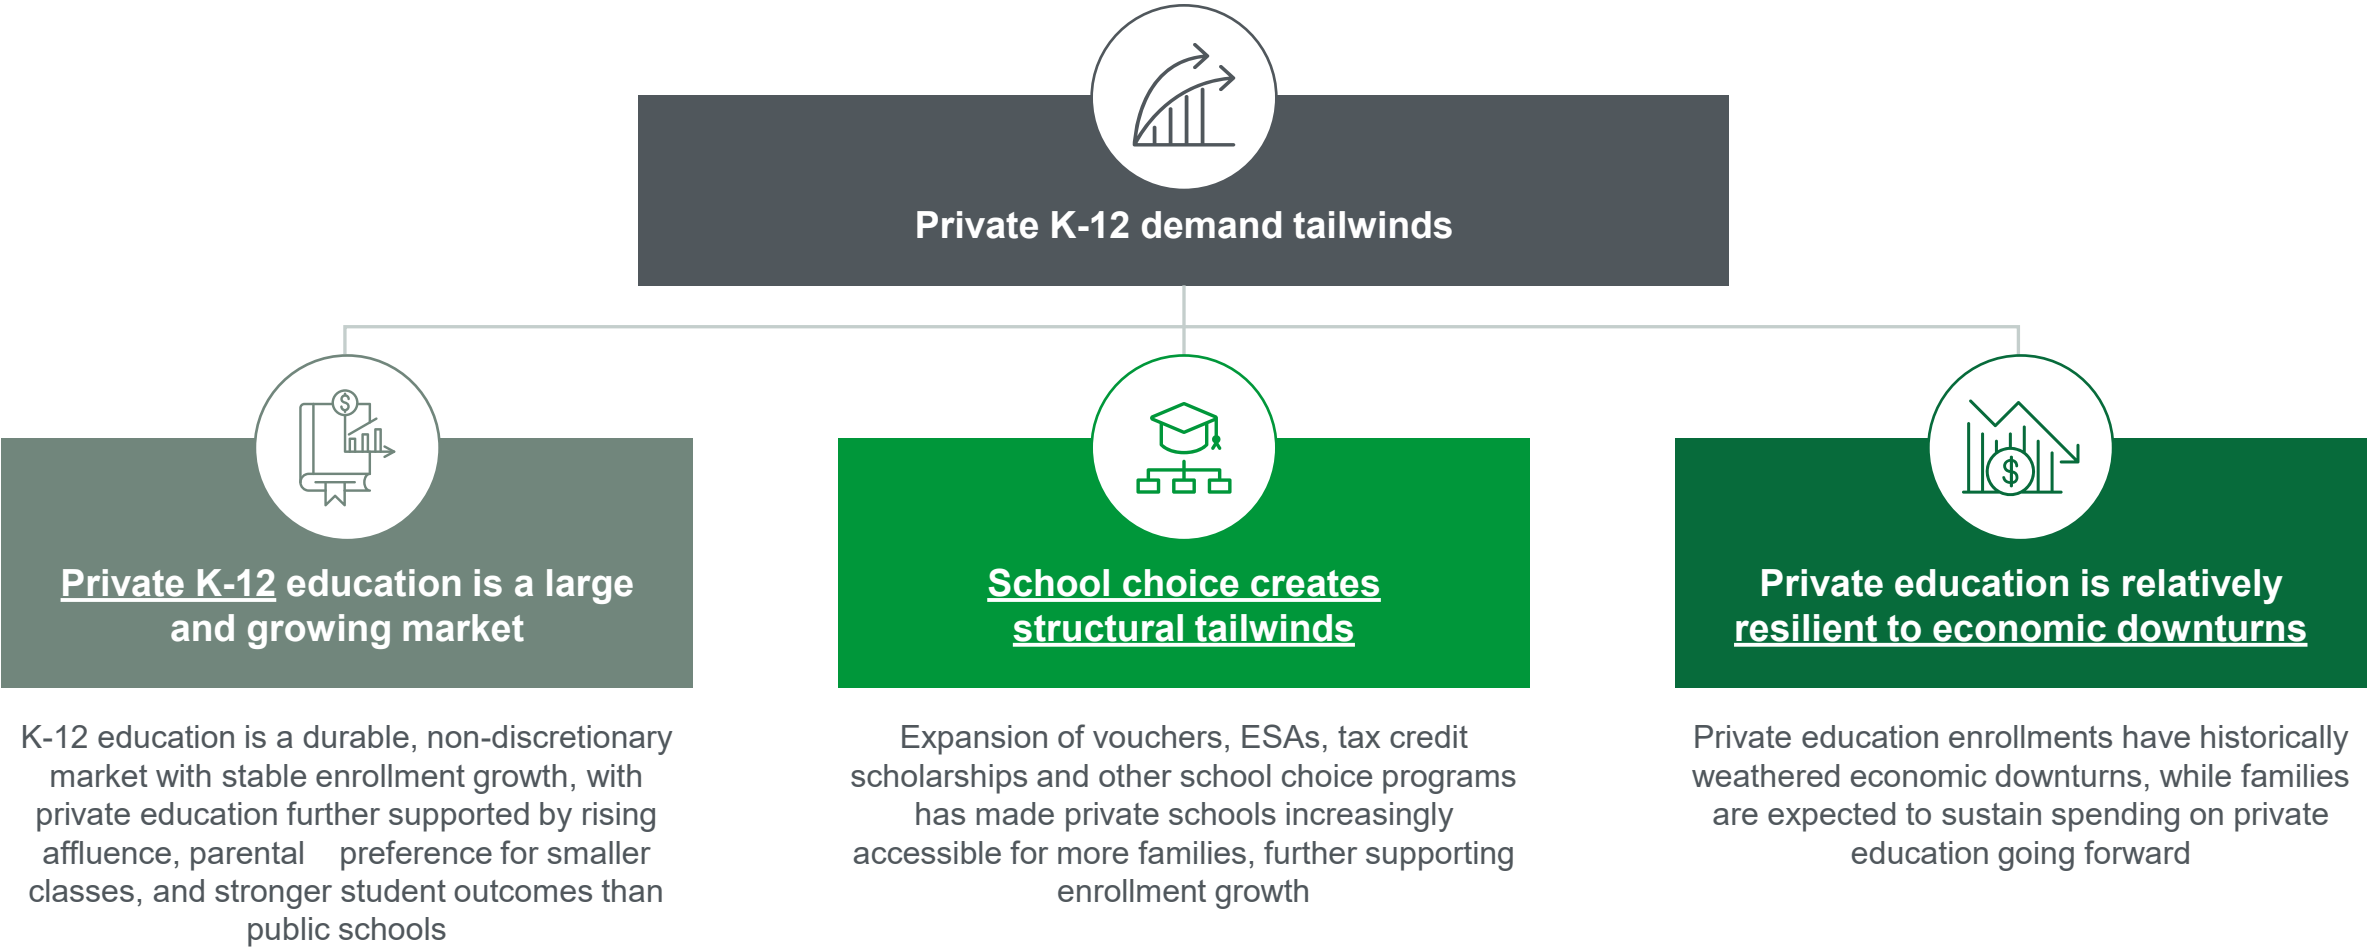 Private K-12 demand tailwinds
Private K-12 education is a large
and growing market
K-12 education is a durable, non-discretionary
market with stable enrollment growth, with
private education further supported by rising
affluence, parental preference for smaller
classes, and stronger student outcomes than
public schools
School choice creates
structural tailwinds
Expansion of vouchers, ESAs, tax credit
scholarships and other school choice programs
has made private schools increasingly
accessible for more families, further supporting
enrollment growth
Private education is relatively
resilient to economic downturns
Private education enrollments have historically
weathered economic downturns, while families
are expected to sustain spending on private
education going forward